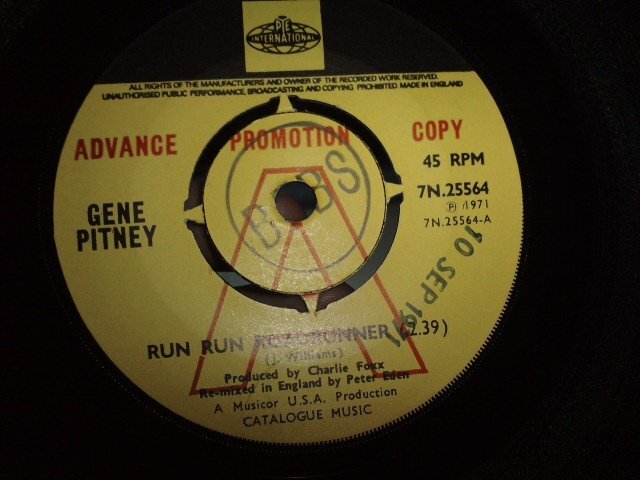 PYE
INTERNATIONAL
ALL RIGHTS OF THE MANUFACTURERS AND OWNER OF THE RECORDED WORK RESERVED.
UNAUTHORISED PUBLIC PERFORMANCE, BROADCASTING AND COPYING PROHIBITED. MADE IN ENGLAND
ADVANCE PROMOTION COPY
45 RPM
GENE
PITNEY
7N.25564
Ⓟ 1971
7N.25564-A
A
10 SEP 1971
RUN RUN ROADRUNNER (2.39)
Williams)
Produced by Charlie Foxx
Re-mixed in England by Peter Eden
A Musicor U.S.A. Production
CATALOGUE MUSIC